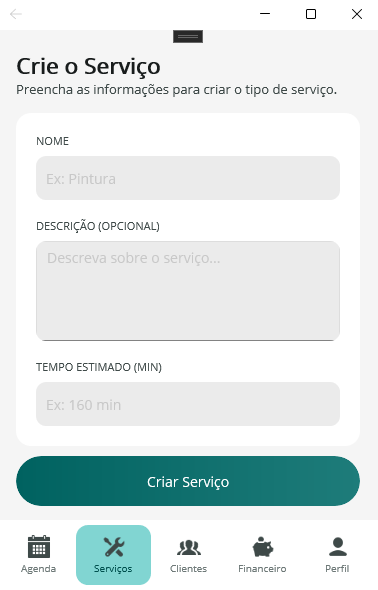 Crie o Serviço
Preencha as informações para criar o tipo de serviço.
NOME
Ex: Pintura
DESCRIÇÃO (OPCIONAL)
Descreva sobre o serviço...
TEMPO ESTIMADO (MIN)
Ex: 160 min
Criar Serviço
Agenda
Serviços
Clientes
Financeiro
Perfil